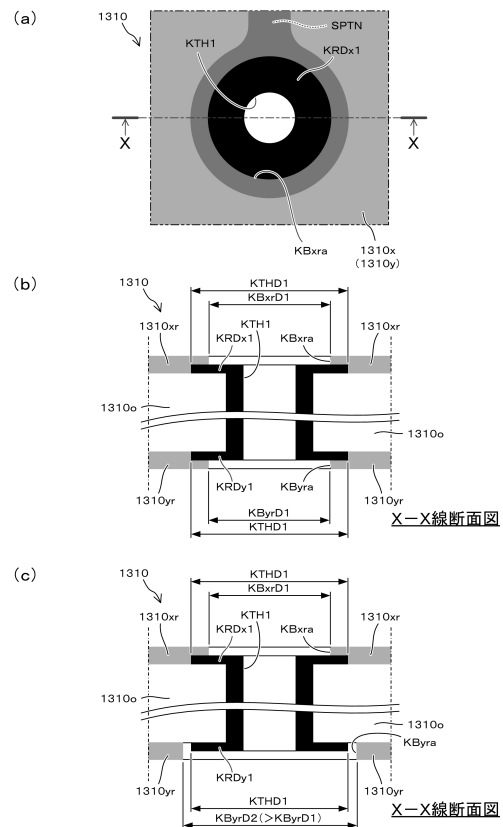 (a)
1310
SPTN
KTH1
KRDx1
X
X
KBxra
1310x
(1310y)
(b)
1310
KTHD1
KBxrD1
KTH1
1310xr
KRDx1
KBxra
1310xr
1310o
1310o
1310yr
KRDy1
KByra
1310yr
KByrD1
KTHD1
X－X線断面図
(c)
1310
KTHD1
KBxrD1
KTH1
1310xr
KRDx1
KBxra
1310xr
1310o
1310o
KByra
1310yr
KRDy1
1310yr
KTHD1
KByrD2(>KByrD1)
X－X線断面図